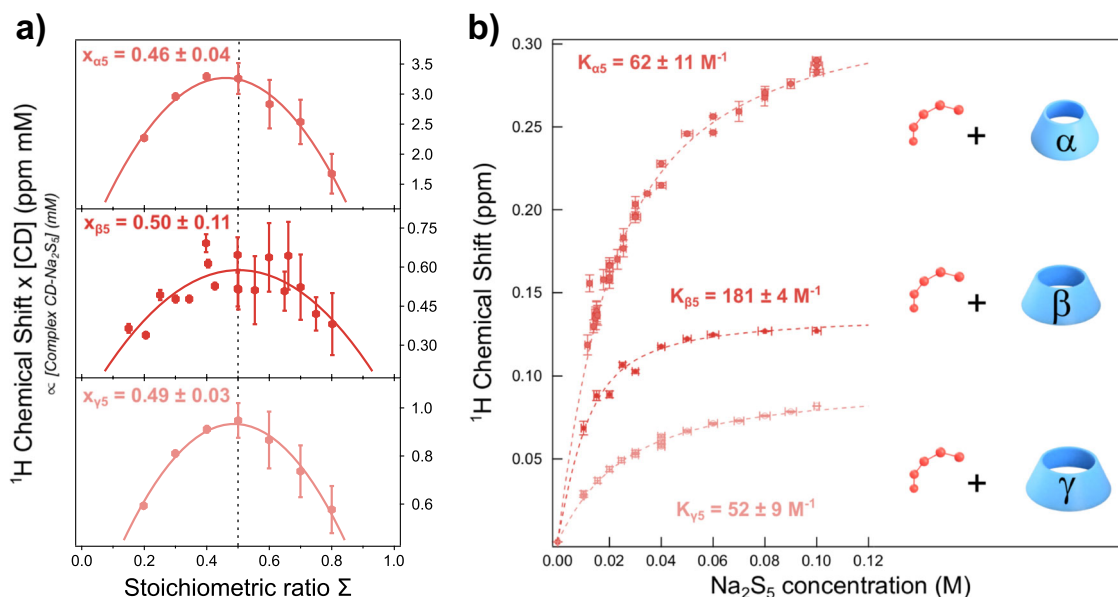 a)
x_α5 = 0.46 ± 0.04
3.5
3.0
2.5
2.0
1.5
x_β5 = 0.50 ± 0.11
0.75
0.60
0.45
0.30
x_γ5 = 0.49 ± 0.03
1.0
0.8
0.6
¹H Chemical Shift x [CD] (ppm mM)
∝ [Complex CD-Na₂S₅] (mM)
0.0 0.2 0.4 0.6 0.8 1.0
Stoichiometric ratio Σ
b)
0.30
0.25
0.20
0.15
0.10
0.05
¹H Chemical Shift (ppm)
K_α5 = 62 ± 11 M⁻¹
K_β5 = 181 ± 4 M⁻¹
K_γ5 = 52 ± 9 M⁻¹
+ α
+ β
+ γ
0.00 0.02 0.04 0.06 0.08 0.10 0.12
Na₂S₅ concentration (M)